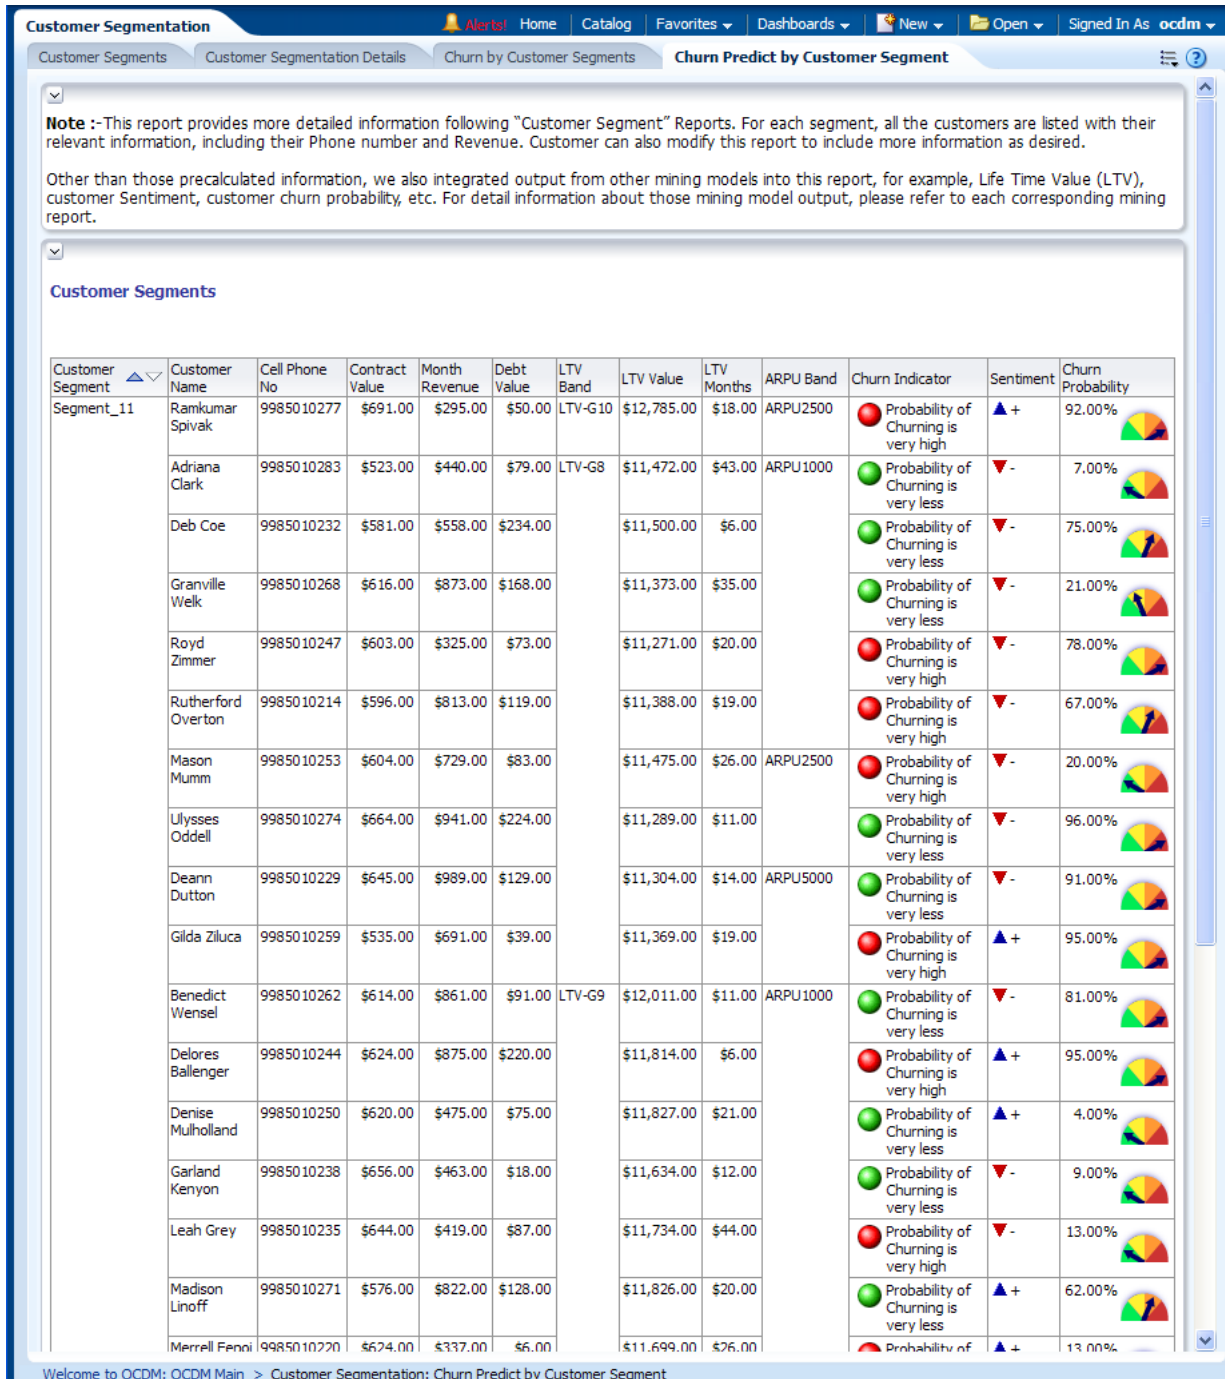 Customer Segmentation Alerts! Home Catalog Favorites Dashboards New Open Signed In As ocdm
Customer Segments Customer Segmentation Details Churn by Customer Segments Churn Predict by Customer Segment
Note :-This report provides more detailed information following "Customer Segment" Reports. For each segment, all the customers are listed with their
relevant information, including their Phone number and Revenue. Customer can also modify this report to include more information as desired.
Other than those precalculated information, we also integrated output from other mining models into this report, for example, Life Time Value (LTV),
customer Sentiment, customer churn probability, etc. For detail information about those mining model output, please refer to each corresponding mining
report.
Customer Segments
Customer Segment Customer Name Cell Phone No Contract Value Month Revenue Debt Value LTV Band LTV Value LTV Months ARPU Band Churn Indicator Sentiment Churn Probability
Segment_11 Ramkumar Spivak 9985010277 $691.00 $295.00 $50.00 LTV-G10 $12,785.00 $18.00 ARPU2500 Probability of Churning is very high + 92.00%
Adriana Clark 9985010283 $523.00 $440.00 $79.00 LTV-G8 $11,472.00 $43.00 ARPU1000 Probability of Churning is very less - 7.00%
Deb Coe 9985010232 $581.00 $558.00 $234.00 $11,500.00 $6.00 Probability of Churning is very less - 75.00%
Granville Welk 9985010268 $616.00 $873.00 $168.00 $11,373.00 $35.00 Probability of Churning is very less - 21.00%
Royd Zimmer 9985010247 $603.00 $325.00 $73.00 $11,271.00 $20.00 Probability of Churning is very high - 78.00%
Rutherford Overton 9985010214 $596.00 $813.00 $119.00 $11,388.00 $19.00 Probability of Churning is very high - 67.00%
Mason Mumm 9985010253 $604.00 $729.00 $83.00 $11,475.00 $26.00 ARPU2500 Probability of Churning is very high - 20.00%
Ulysses Oddell 9985010274 $664.00 $941.00 $224.00 $11,289.00 $11.00 Probability of Churning is very less - 96.00%
Deann Dutton 9985010229 $645.00 $989.00 $129.00 $11,304.00 $14.00 ARPU5000 Probability of Churning is very less - 91.00%
Gilda Ziluca 9985010259 $535.00 $691.00 $39.00 $11,369.00 $19.00 Probability of Churning is very high + 95.00%
Benedict Wensel 9985010262 $614.00 $861.00 $91.00 LTV-G9 $12,011.00 $11.00 ARPU1000 Probability of Churning is very less - 81.00%
Delores Ballenger 9985010244 $624.00 $875.00 $220.00 $11,814.00 $6.00 Probability of Churning is very high + 95.00%
Denise Mulholland 9985010250 $620.00 $475.00 $75.00 $11,827.00 $21.00 Probability of Churning is very less + 4.00%
Garland Kenyon 9985010238 $656.00 $463.00 $18.00 $11,634.00 $12.00 Probability of Churning is very less - 9.00%
Leah Grey 9985010235 $644.00 $419.00 $87.00 $11,734.00 $44.00 Probability of Churning is very high - 13.00%
Madison Linoff 9985010271 $576.00 $822.00 $128.00 $11,826.00 $20.00 Probability of Churning is very less + 62.00%
Merrell 9985010220 $624.00 $337.00 $6.00 $11,699.00 $26.00 Probability of + 13.00%
Welcome to OCDM: OCDM Main > Customer Segmentation: Churn Predict by Customer Segment